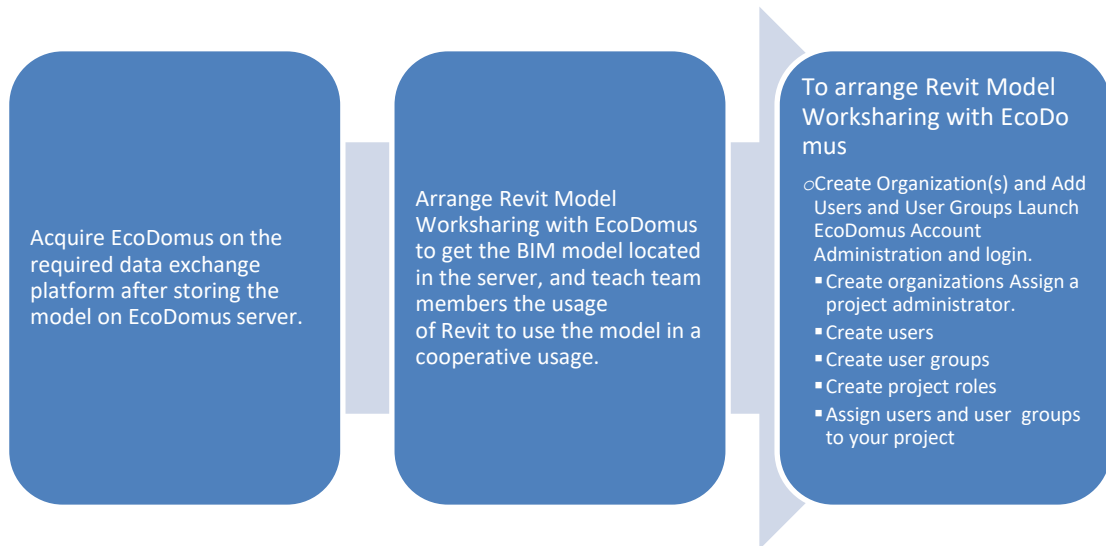 Acquire EcoDomus on the
required data exchange
platform after storing the
model on EcoDomus server.
Arrange Revit Model
Worksharing with EcoDomus
to get the BIM model located
in the server, and teach team
members the usage
of Revit to use the model in a
cooperative usage.
To arrange Revit Model
Worksharing with EcoDo
mus
oCreate Organization(s) and Add
Users and User Groups Launch
EcoDomus Account
Administration and login.
▪Create organizations Assign a
project administrator.
▪Create users
▪Create user groups
▪Create project roles
▪Assign users and user groups
to your project